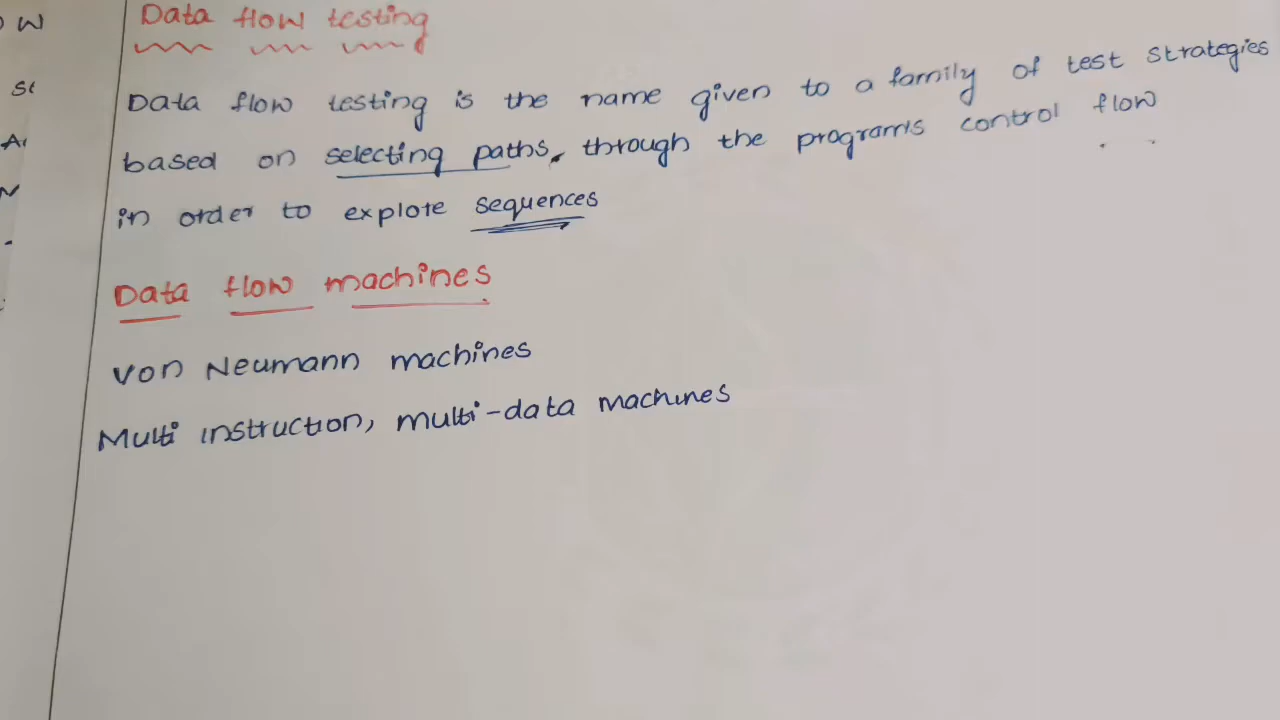 Data flow testing
Data flow testing is the name given to a family of test strategies
based on selecting paths, through the program's control flow
in order to explore sequences
Data flow machines
Von Neumann machines
Multi instruction, multi-data machines